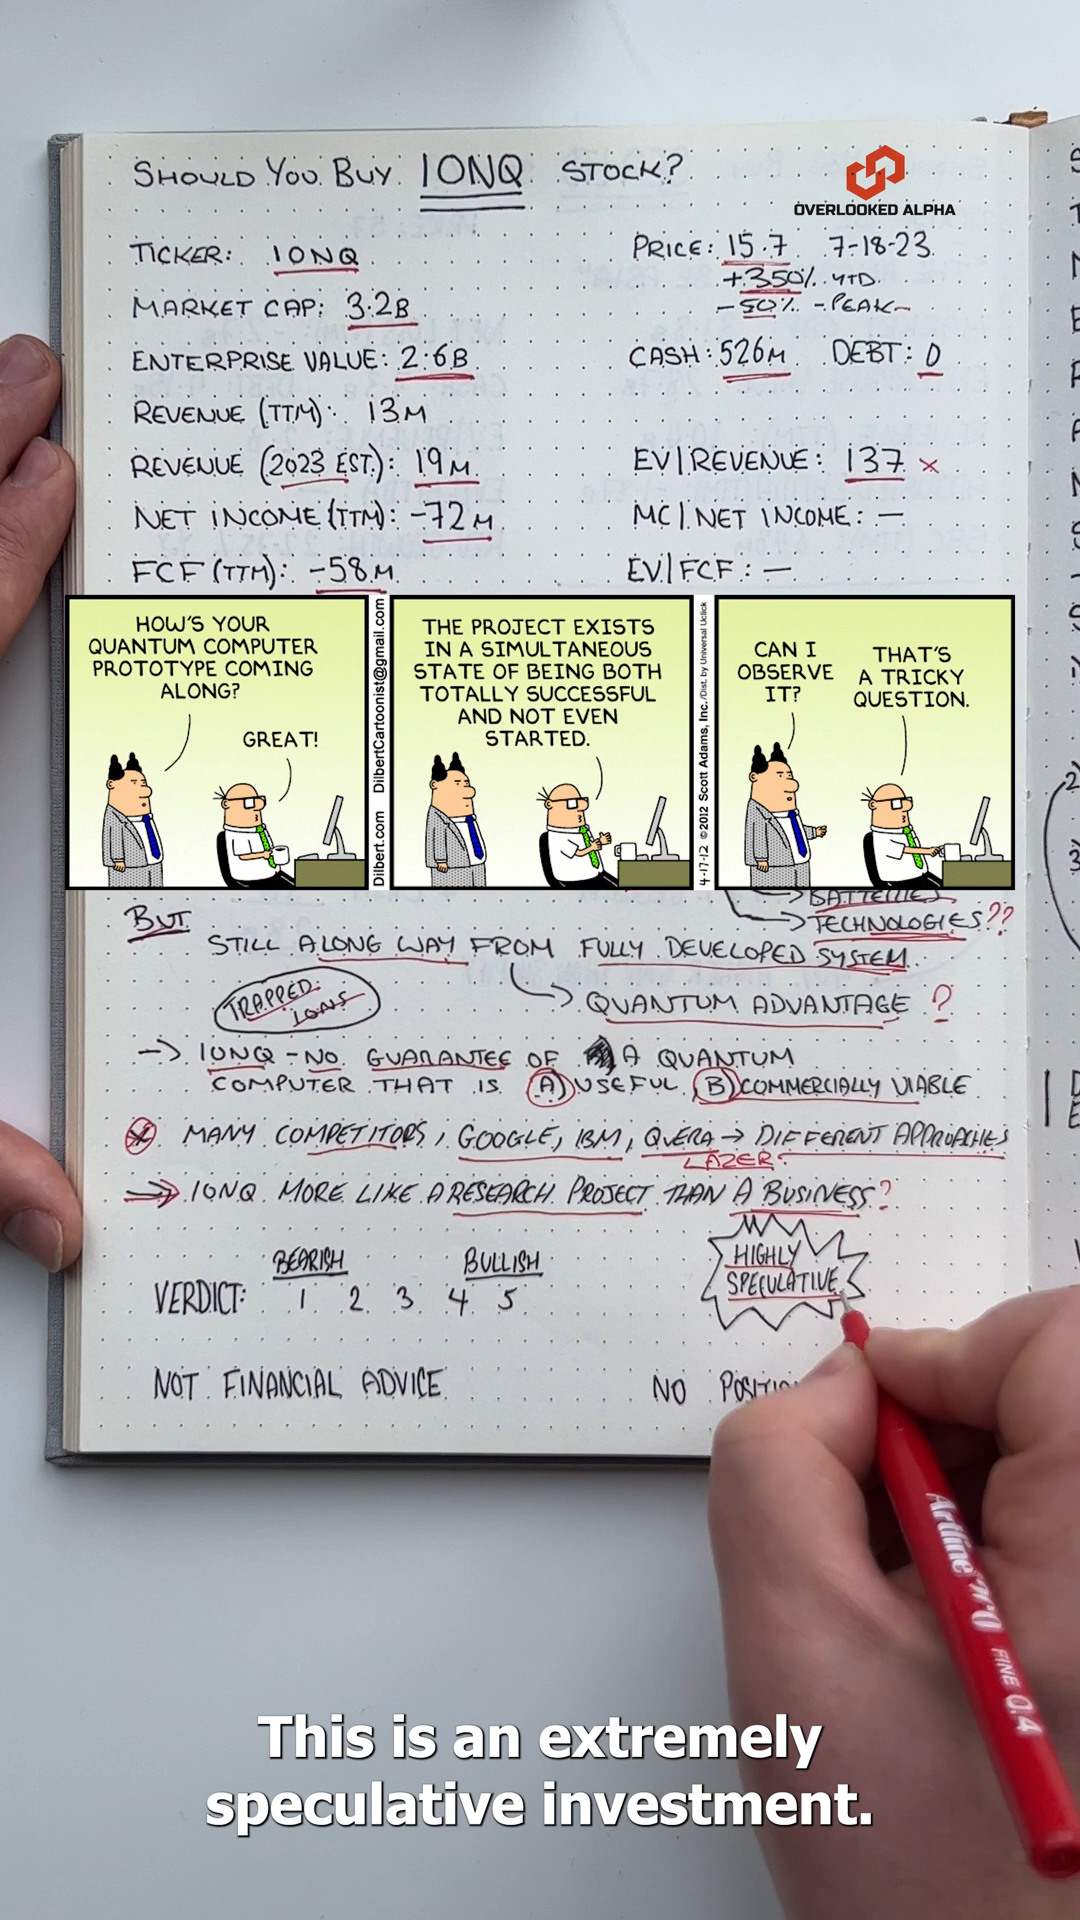 SHOULD YOU BUY IONQ STOCK?
OVERLOOKED ALPHA
TICKER: IONQ
PRICE: 15.7 7-18-23
+350% YTD
-50% - PEAK
MARKET CAP: 3.2B
ENTERPRISE VALUE: 2.6B
CASH: 526M DEBT: 0
REVENUE (TTM): 13M
REVENUE (2023 EST.): 19M
EV/REVENUE: 137 x
NET INCOME (TTM): -72M
MC/NET INCOME: —
FCF (TTM): -58M
EV/FCF: —
HOW'S YOUR
QUANTUM COMPUTER
PROTOTYPE COMING
ALONG?
GREAT!
Dilbert.com DilbertCartoonist@gmail.com
THE PROJECT EXISTS
IN A SIMULTANEOUS
STATE OF BEING BOTH
TOTALLY SUCCESSFUL
AND NOT EVEN
STARTED.
4-17-12 ©2012 Scott Adams, Inc./Dist. by Universal Uclick
CAN I
OBSERVE
IT?
THAT'S
A TRICKY
QUESTION.
→ BATTERIES
→ TECHNOLOGIES??
BUT
STILL A LONG WAY FROM FULLY DEVELOPED SYSTEM.
TRAPPED
IONS
→ QUANTUM ADVANTAGE ?
→ IONQ - NO GUARANTEE OF A QUANTUM
COMPUTER THAT IS A) USEFUL B) COMMERCIALLY VIABLE
MANY COMPETITORS, GOOGLE, IBM, QUERA → DIFFERENT APPROACHES
LAZER
⇒ IONQ MORE LIKE A RESEARCH PROJECT THAN A BUSINESS?
HIGHLY
SPECULATIVE
BEARISH BULLISH
VERDICT: 1 2 3 4 5
NOT FINANCIAL ADVICE
NO
Artline 70 FINE 0.4
This is an extremely
speculative investment.